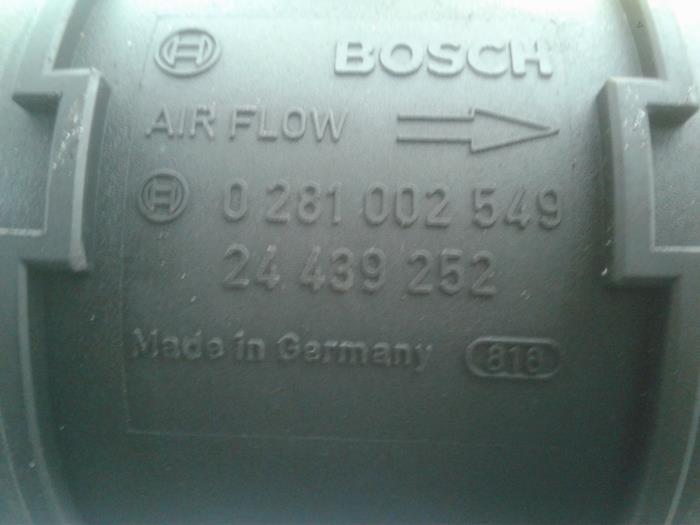 BOSCH
AIR FLOW
0 281 002 549
24 439 252
Made in Germany 816